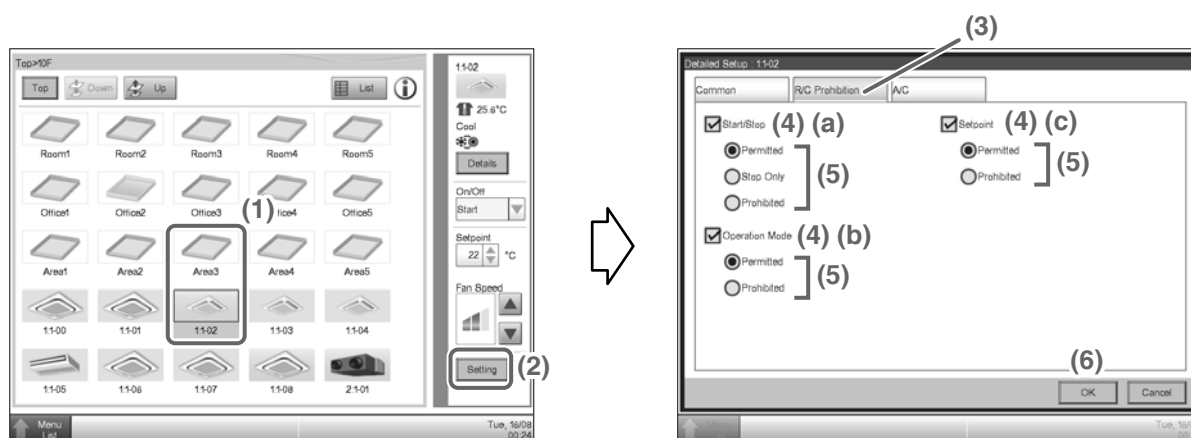 (3)
Top>10F
Top Down Up List
Room1 Room2 Room3 Room4 Room5
Office1 Office2 Office3 Office5
(1)
Area1 Area2 Area3 Area4 Area5
1:1-00 1:1-01 1:1-02 1:1-03 1:1-04
1:1-05 1:1-06 1:1-07 1:1-08 2:1-01
1:1-02
25.6°C
Cool
Details
On/Off
Start
Setpoint
22 °C
Fan Speed
Setting (2)
Menu
List
Tue, 16/08
00:24
Detailed Setup : 1:1-02
Common R/C Prohibition A/C
Start/Stop (4) (a)
Permitted
Stop Only (5)
Prohibited
Operation Mode (4) (b)
Permitted
(5)
Prohibited
Setpoint (4) (c)
Permitted
(5)
Prohibited
(6)
OK Cancel